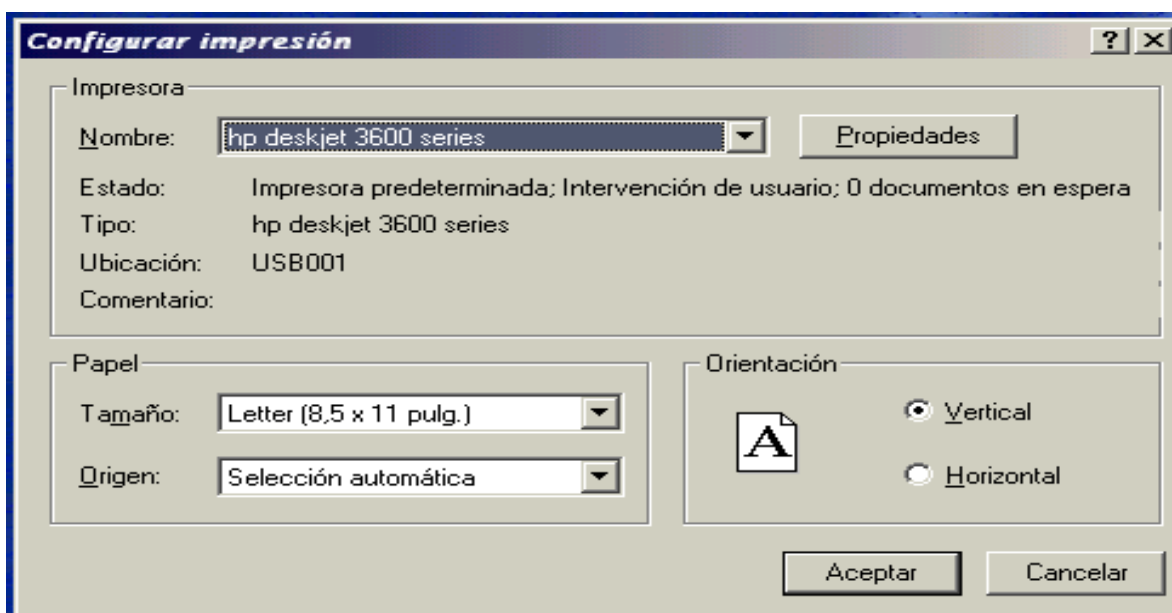 Configurar impresión
Impresora
Nombre: hp deskjet 3600 series Propiedades
Estado: Impresora predeterminada; Intervención de usuario; 0 documentos en espera
Tipo: hp deskjet 3600 series
Ubicación: USB001
Comentario:
Papel
Tamaño: Letter (8,5 x 11 pulg.)
Origen: Selección automática
Orientación
A
Vertical
Horizontal
Aceptar Cancelar